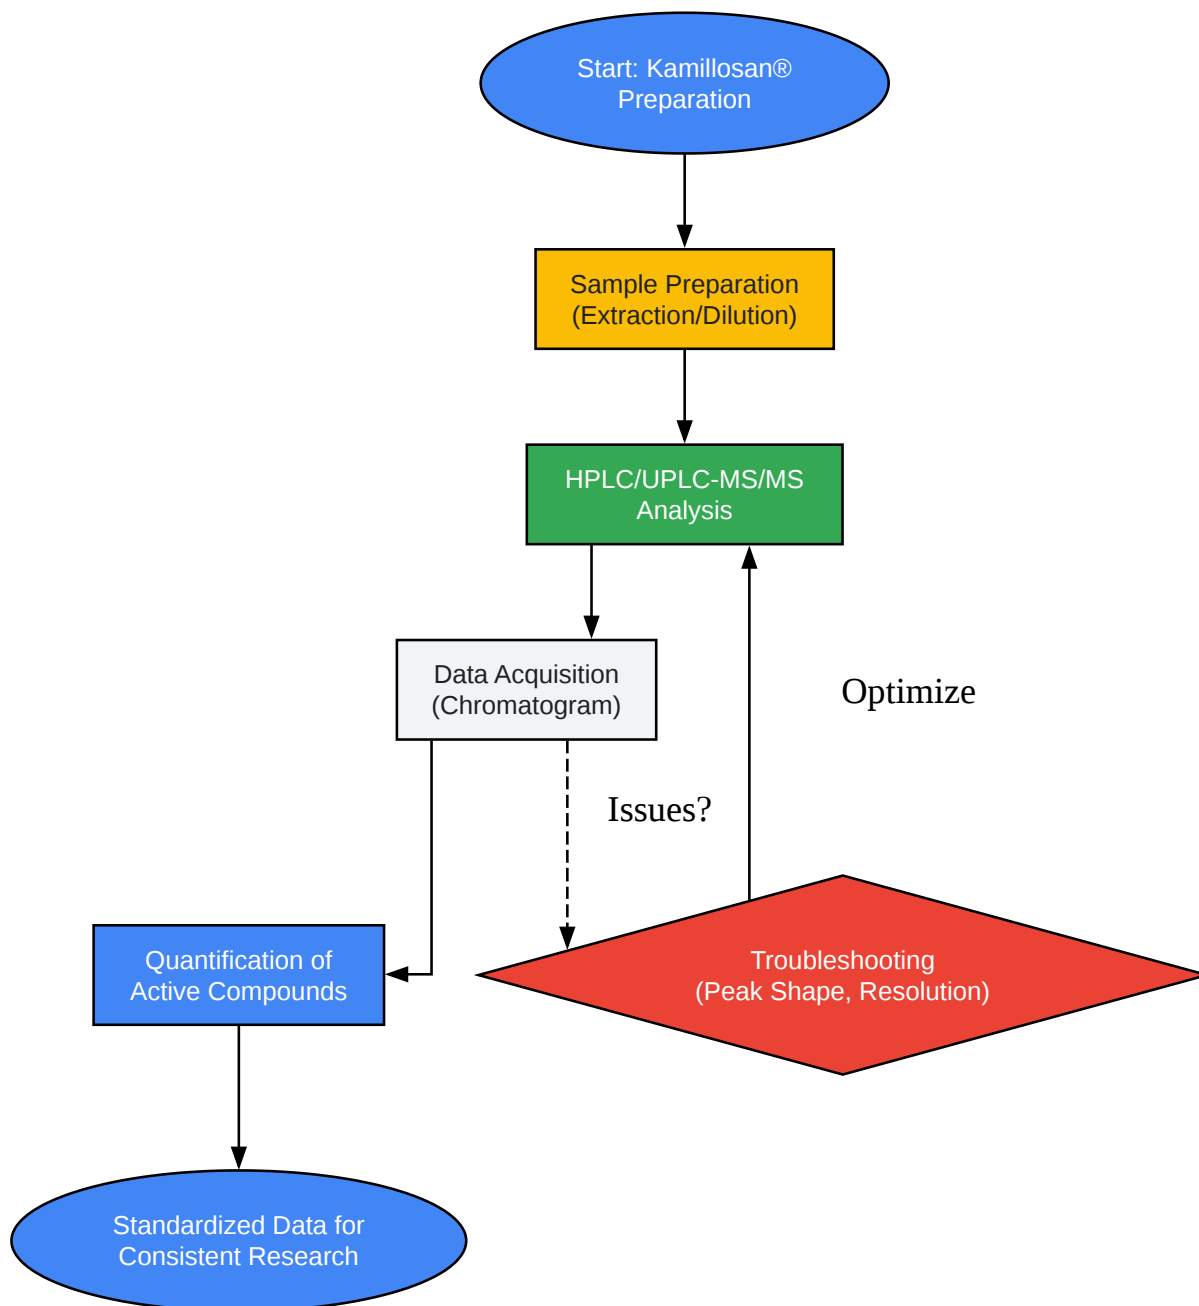 Start: Kamillosan®
Preparation
Sample Preparation
(Extraction/Dilution)
HPLC/UPLC-MS/MS
Analysis
Data Acquisition
(Chromatogram)
Optimize
Issues?
Quantification of
Active Compounds
Troubleshooting
(Peak Shape, Resolution)
Standardized Data for
Consistent Research